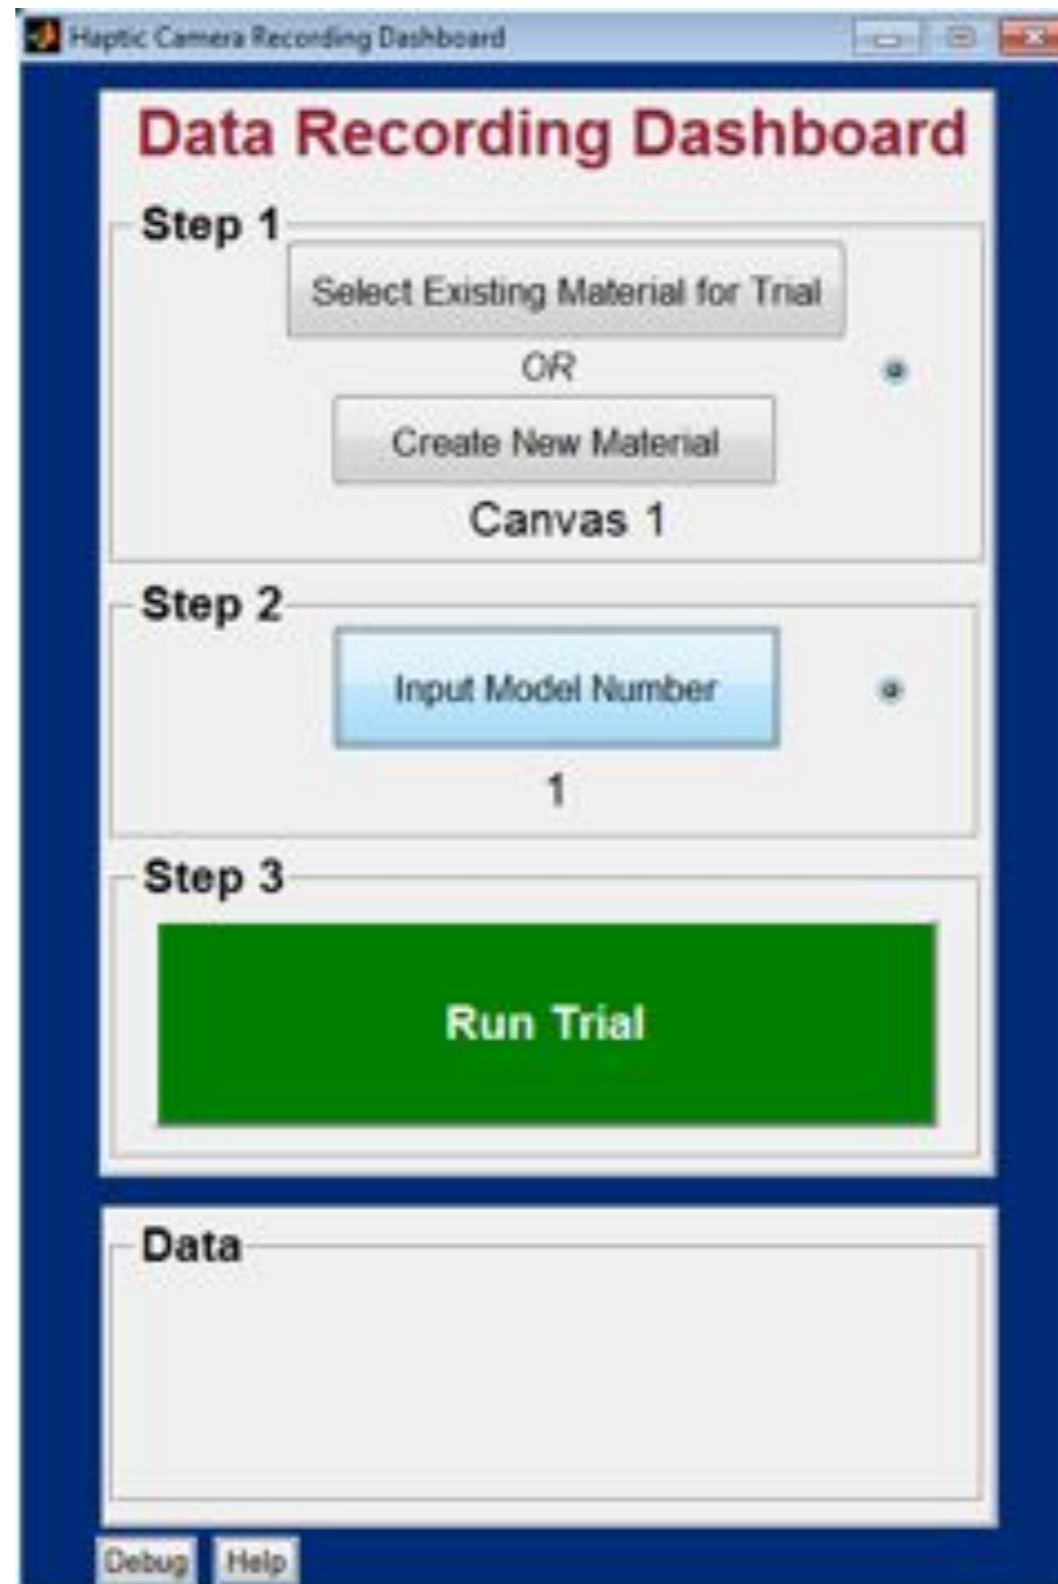 Haptic Camera Recording Dashboard
Data Recording Dashboard
Step 1
Select Existing Material for Trial
OR
Create New Material
Canvas 1
Step 2
Input Model Number
1
Step 3
Run Trial
Data
Debug Help